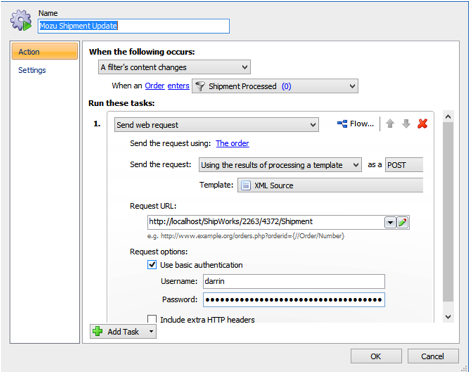 Name
Mozu Shipment Update
Action
Settings
When the following occurs:
A filter's content changes
When an Order enters Shipment Processed (0)
Run these tasks:
1. Send web request Flow...
Send the request using: The order
Send the request: Using the results of processing a template as a POST
Template: XML Source
Request URL:
http://localhost/ShipWorks/2263/4372/Shipment
e.g. http://www.example.org/orders.php?orderid={//Order/Number}
Request options:
Use basic authentication
Username: darrin
Password: ●●●●●●●●●●●●●●●●●●●●●●●●●●●●●●●●●●●●
Include extra HTTP headers
Add Task
OK Cancel